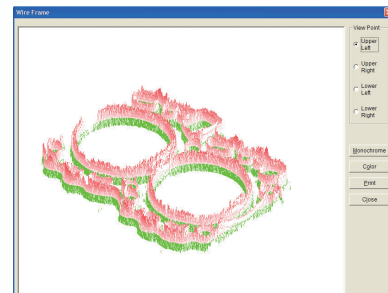 Wire Frame
View Point
Upper
Left
Upper
Right
Lower
Left
Lower
Right
Monochrome
Color
Print
Close